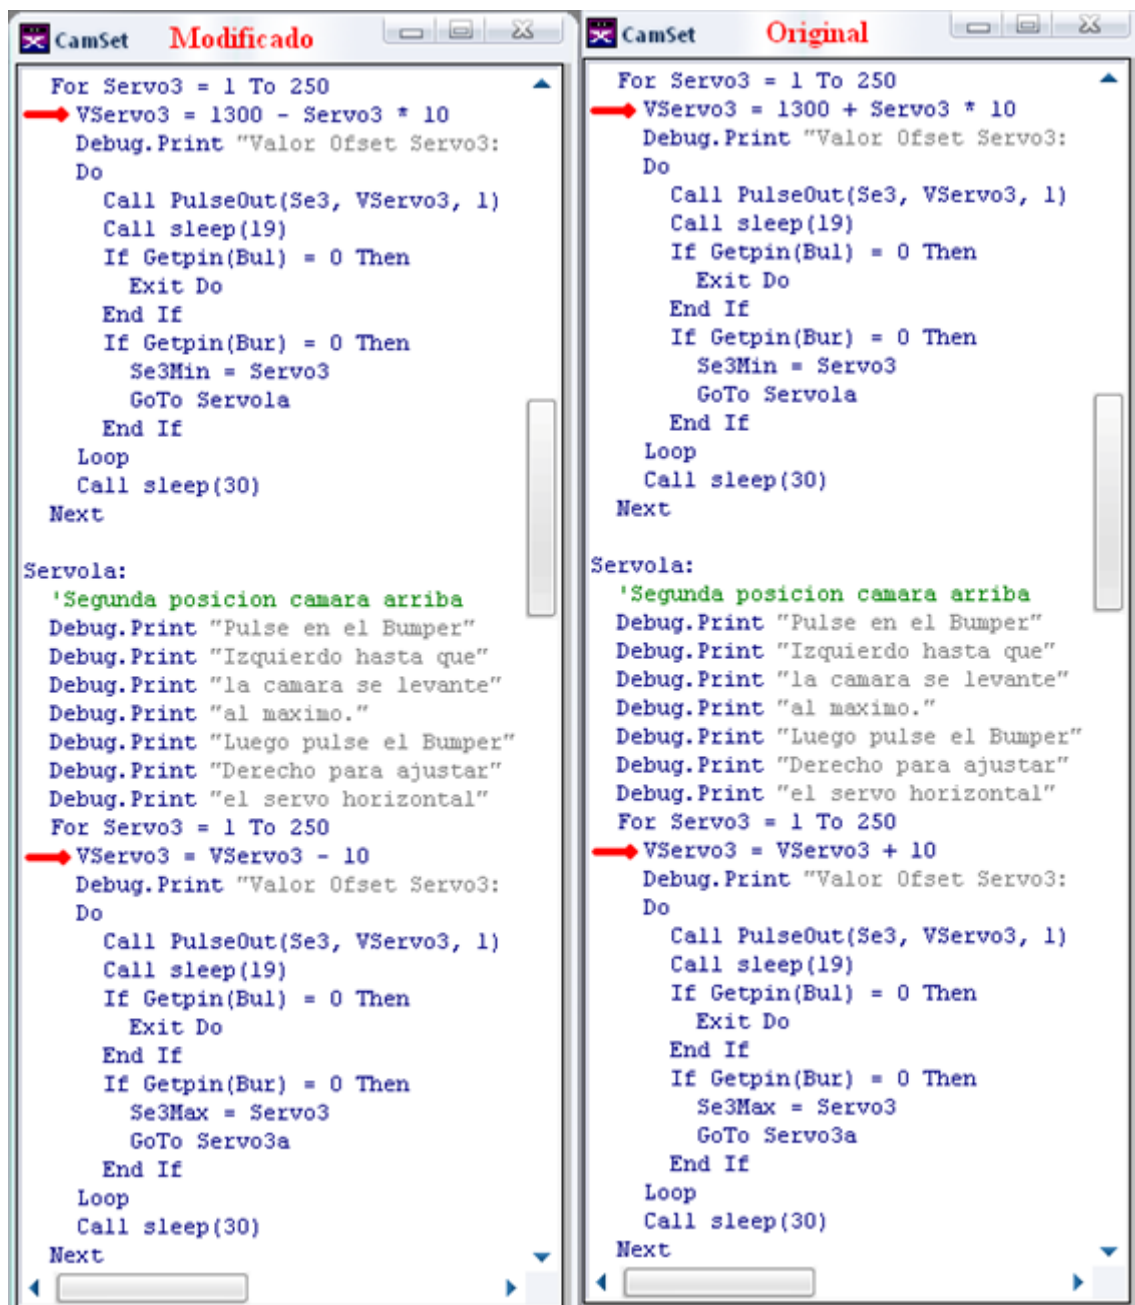 CamSet Modificado
For Servo3 = 1 To 250
VServo3 = 1300 - Servo3 * 10
Debug.Print "Valor Ofset Servo3:
Do
Call PulseOut(Se3, VServo3, 1)
Call sleep(19)
If Getpin(Bul) = 0 Then
Exit Do
End If
If Getpin(Bur) = 0 Then
Se3Min = Servo3
GoTo Servo1a
End If
Loop
Call sleep(30)
Next
Servo1a:
'Segunda posicion camara arriba
Debug.Print "Pulse en el Bumper"
Debug.Print "Izquierdo hasta que"
Debug.Print "la camara se levante"
Debug.Print "al maximo."
Debug.Print "Luego pulse el Bumper"
Debug.Print "Derecho para ajustar"
Debug.Print "el servo horizontal"
For Servo3 = 1 To 250
VServo3 = VServo3 - 10
Debug.Print "Valor Ofset Servo3:
Do
Call PulseOut(Se3, VServo3, 1)
Call sleep(19)
If Getpin(Bul) = 0 Then
Exit Do
End If
If Getpin(Bur) = 0 Then
Se3Max = Servo3
GoTo Servo3a
End If
Loop
Call sleep(30)
Next
CamSet Original
For Servo3 = 1 To 250
VServo3 = 1300 + Servo3 * 10
Debug.Print "Valor Ofset Servo3:
Do
Call PulseOut(Se3, VServo3, 1)
Call sleep(19)
If Getpin(Bul) = 0 Then
Exit Do
End If
If Getpin(Bur) = 0 Then
Se3Min = Servo3
GoTo Servo1a
End If
Loop
Call sleep(30)
Next
Servo1a:
'Segunda posicion camara arriba
Debug.Print "Pulse en el Bumper"
Debug.Print "Izquierdo hasta que"
Debug.Print "la camara se levante"
Debug.Print "al maximo."
Debug.Print "Luego pulse el Bumper"
Debug.Print "Derecho para ajustar"
Debug.Print "el servo horizontal"
For Servo3 = 1 To 250
VServo3 = VServo3 + 10
Debug.Print "Valor Ofset Servo3:
Do
Call PulseOut(Se3, VServo3, 1)
Call sleep(19)
If Getpin(Bul) = 0 Then
Exit Do
End If
If Getpin(Bur) = 0 Then
Se3Max = Servo3
GoTo Servo3a
End If
Loop
Call sleep(30)
Next